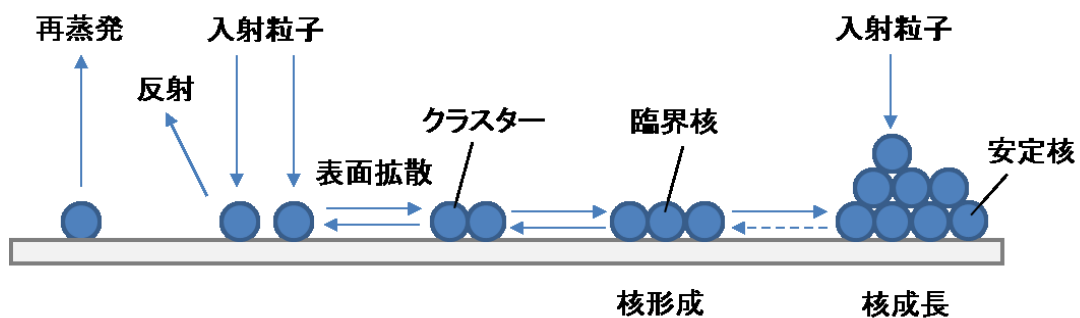 再蒸発
入射粒子
入射粒子
反射
クラスター
臨界核
安定核
表面拡散
核形成
核成長